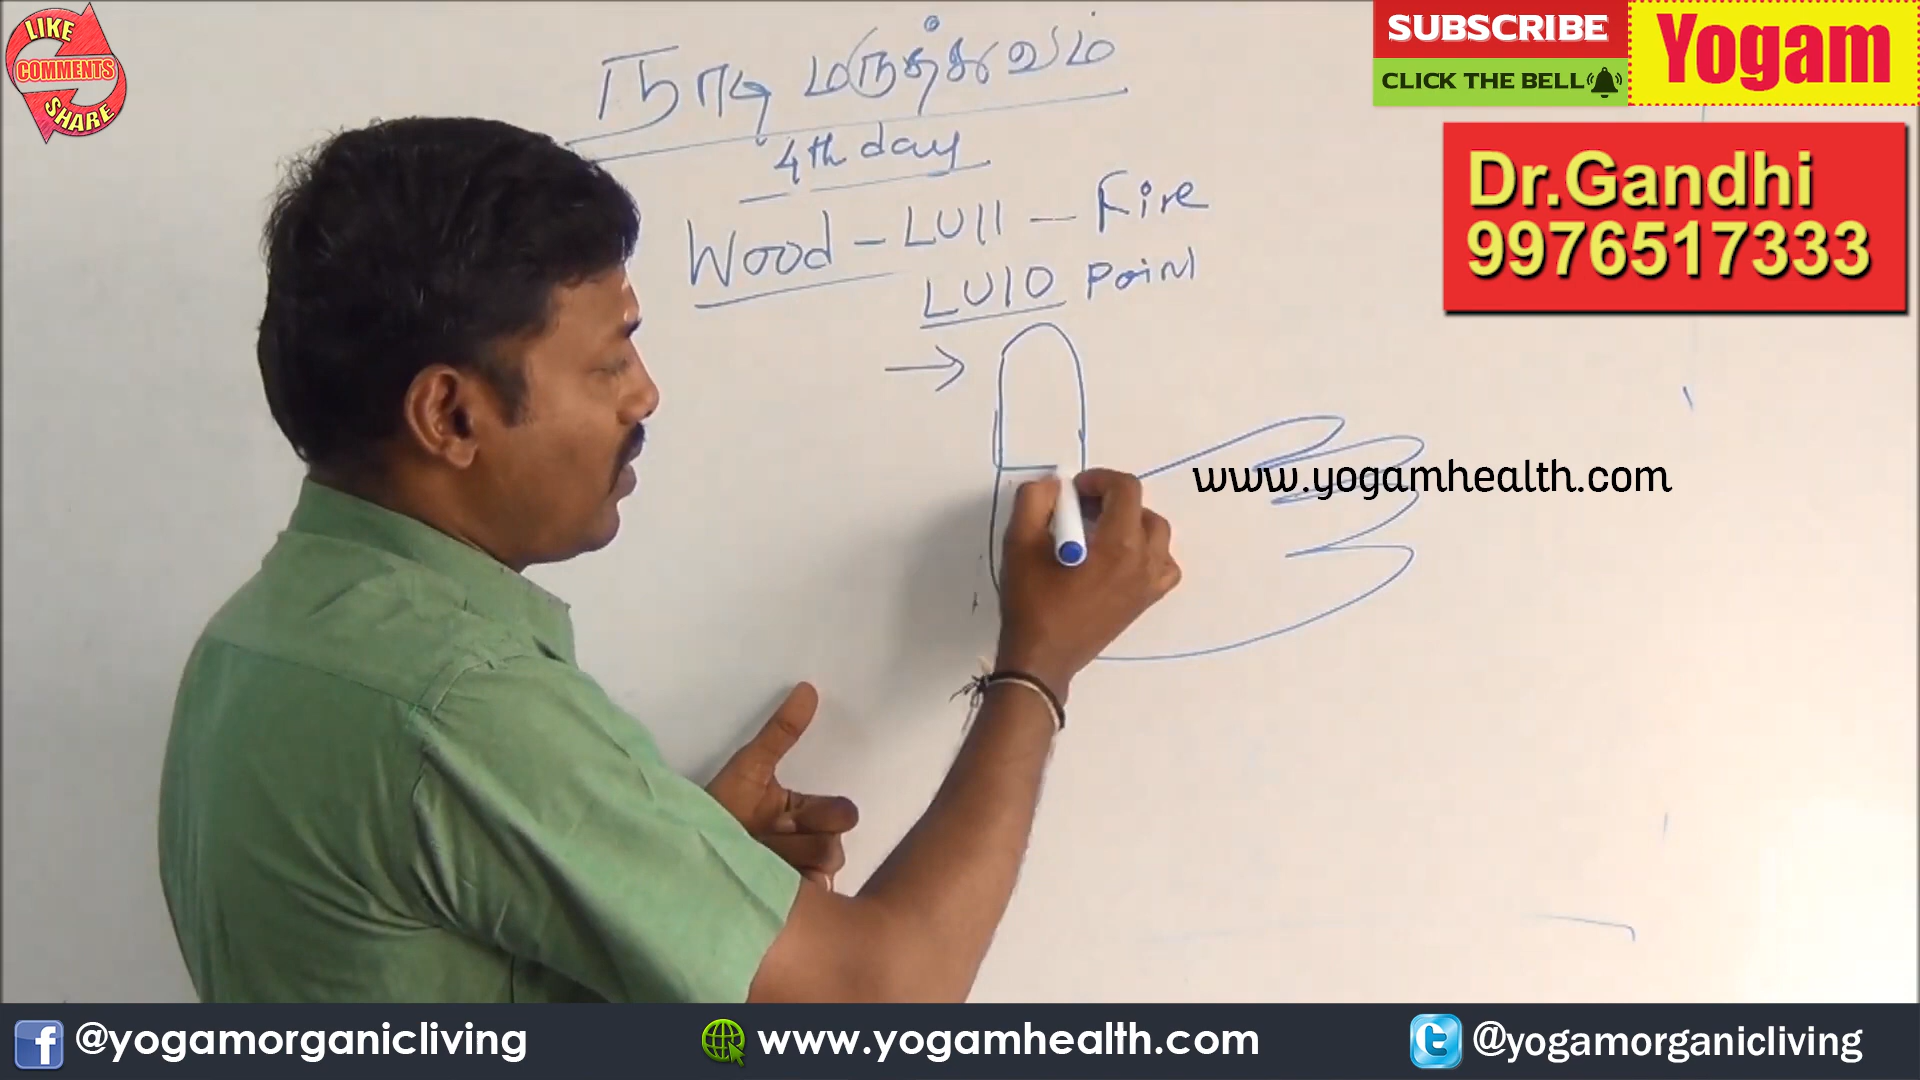 LIKE
COMMENTS
SHARE
SUBSCRIBE
CLICK THE BELL
Yogam
Dr.Gandhi
9976517333
நாடி மருத்துவம்
4th day
Wood - LU11 - Fire
LU10 Point
www.yogamhealth.com
@yogamorganicliving
www.yogamhealth.com
@yogamorganicliving